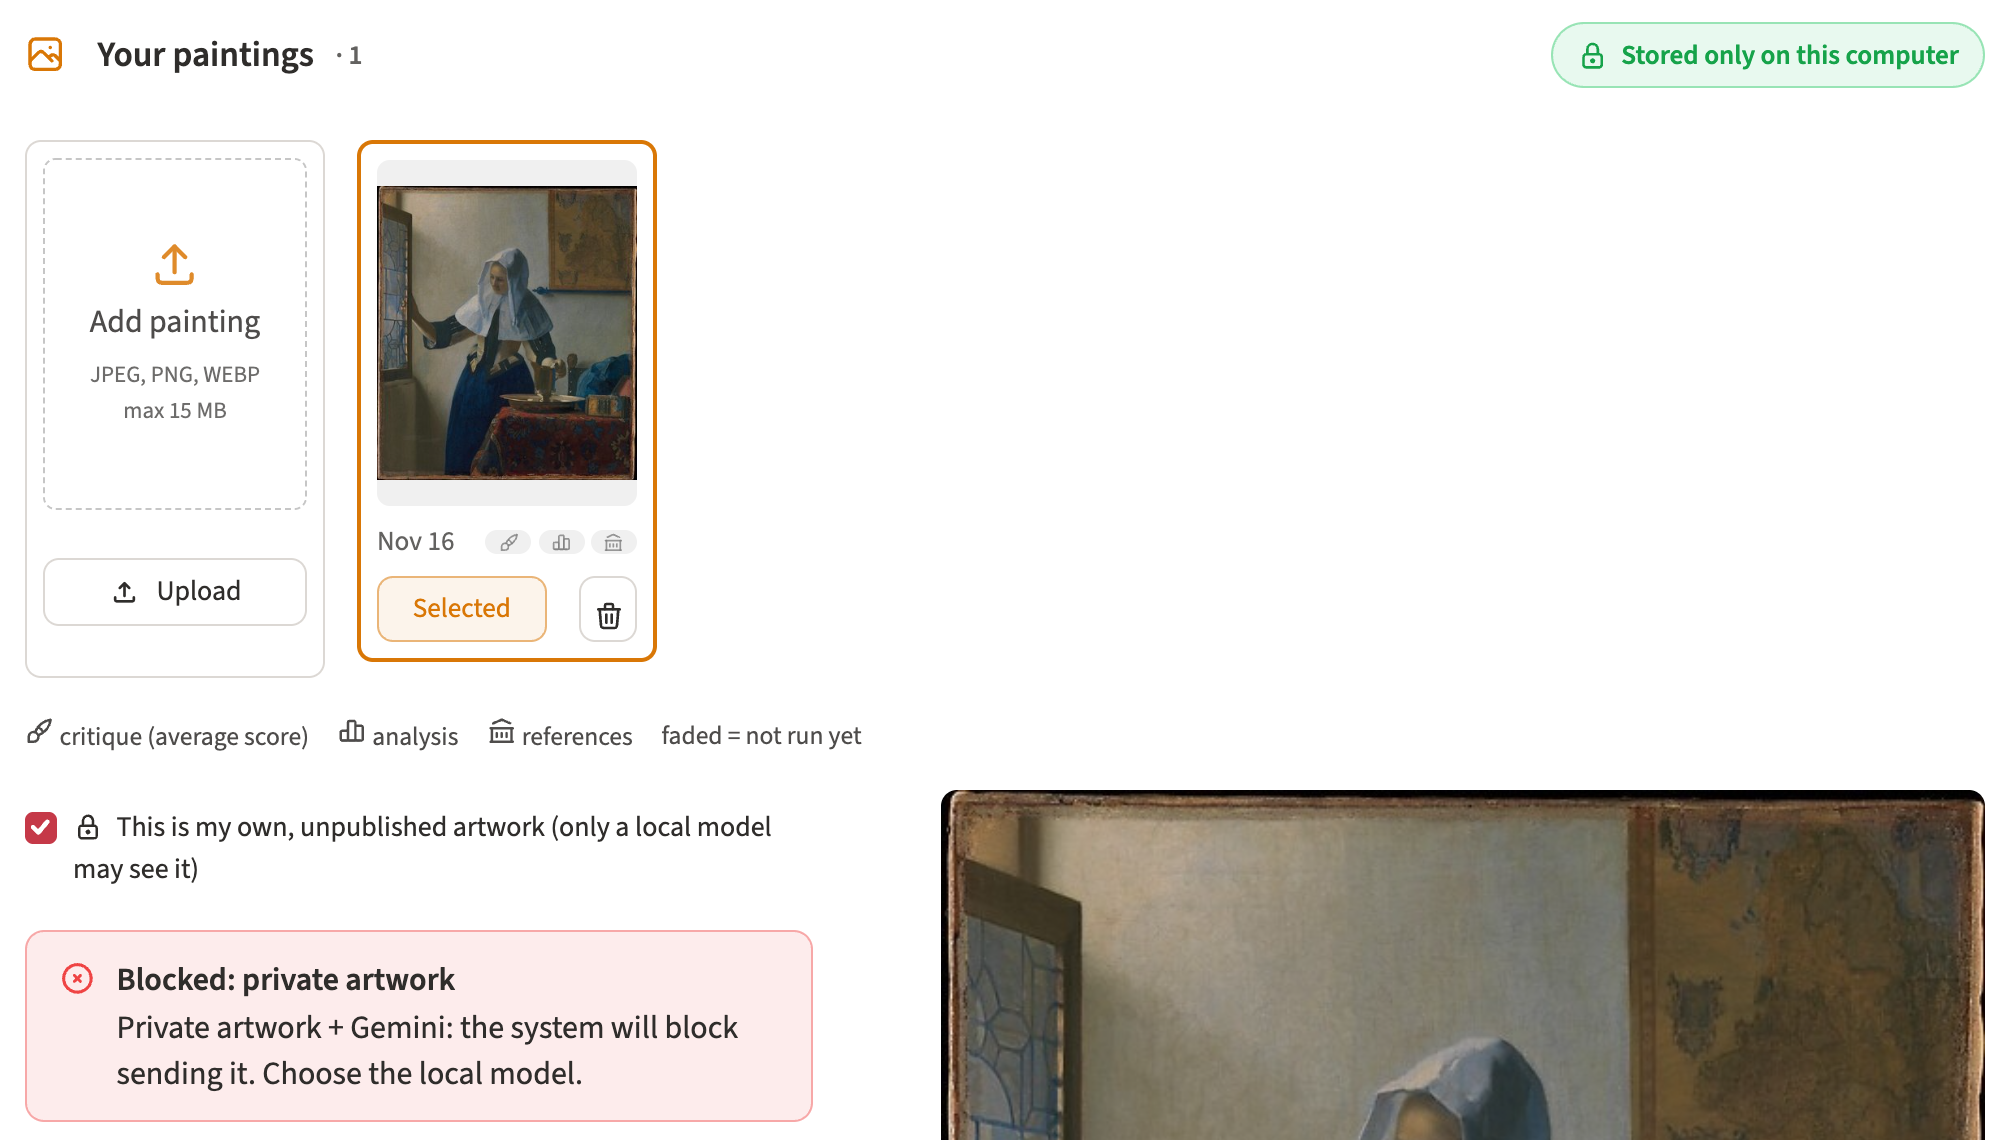 Your paintings · 1
Stored only on this computer
Add painting
JPEG, PNG, WEBP
max 15 MB
Upload
Nov 16
Selected
critique (average score) analysis references faded = not run yet
This is my own, unpublished artwork (only a local model
may see it)
Blocked: private artwork
Private artwork + Gemini: the system will block
sending it. Choose the local model.